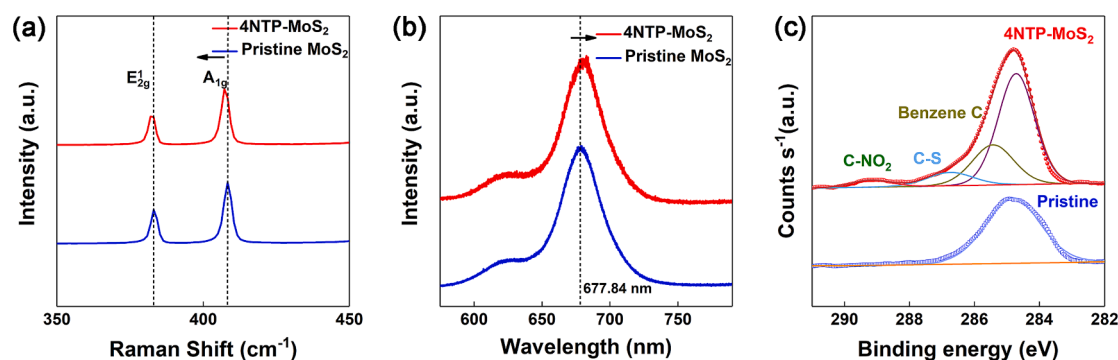 (a)
4NTP-MoS₂
Pristine MoS₂
E¹₂g
A₁g
Intensity (a.u.)
350 400 450
Raman Shift (cm⁻¹)
(b)
4NTP-MoS₂
Pristine MoS₂
677.84 nm
Intensity (a.u.)
600 650 700 750
Wavelength (nm)
(c)
4NTP-MoS₂
Benzene C
C-S
C-NO₂
Pristine
Counts s⁻¹(a.u.)
290 288 286 284 282
Binding energy (eV)